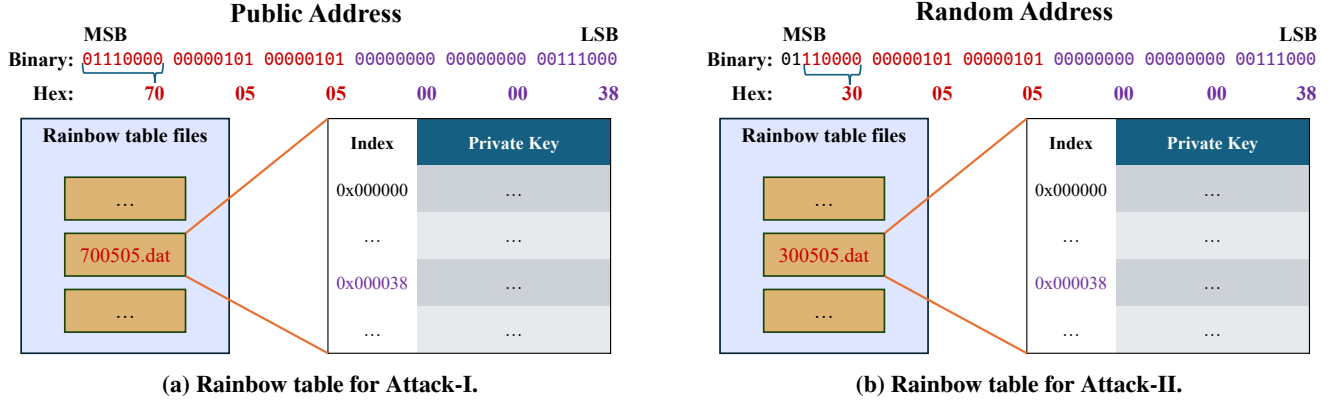 Public Address
MSB LSB
Binary: 01110000 00000101 00000101 00000000 00000000 00111000
Hex: 70 05 05 00 00 38
Rainbow table files
...
700505.dat
...
Index Private Key
0x000000 ...
... ...
0x000038 ...
... ...
(a) Rainbow table for Attack-I.
Random Address
MSB LSB
Binary: 01110000 00000101 00000101 00000000 00000000 00111000
Hex: 30 05 05 00 00 38
Rainbow table files
...
300505.dat
...
Index Private Key
0x000000 ...
... ...
0x000038 ...
... ...
(b) Rainbow table for Attack-II.